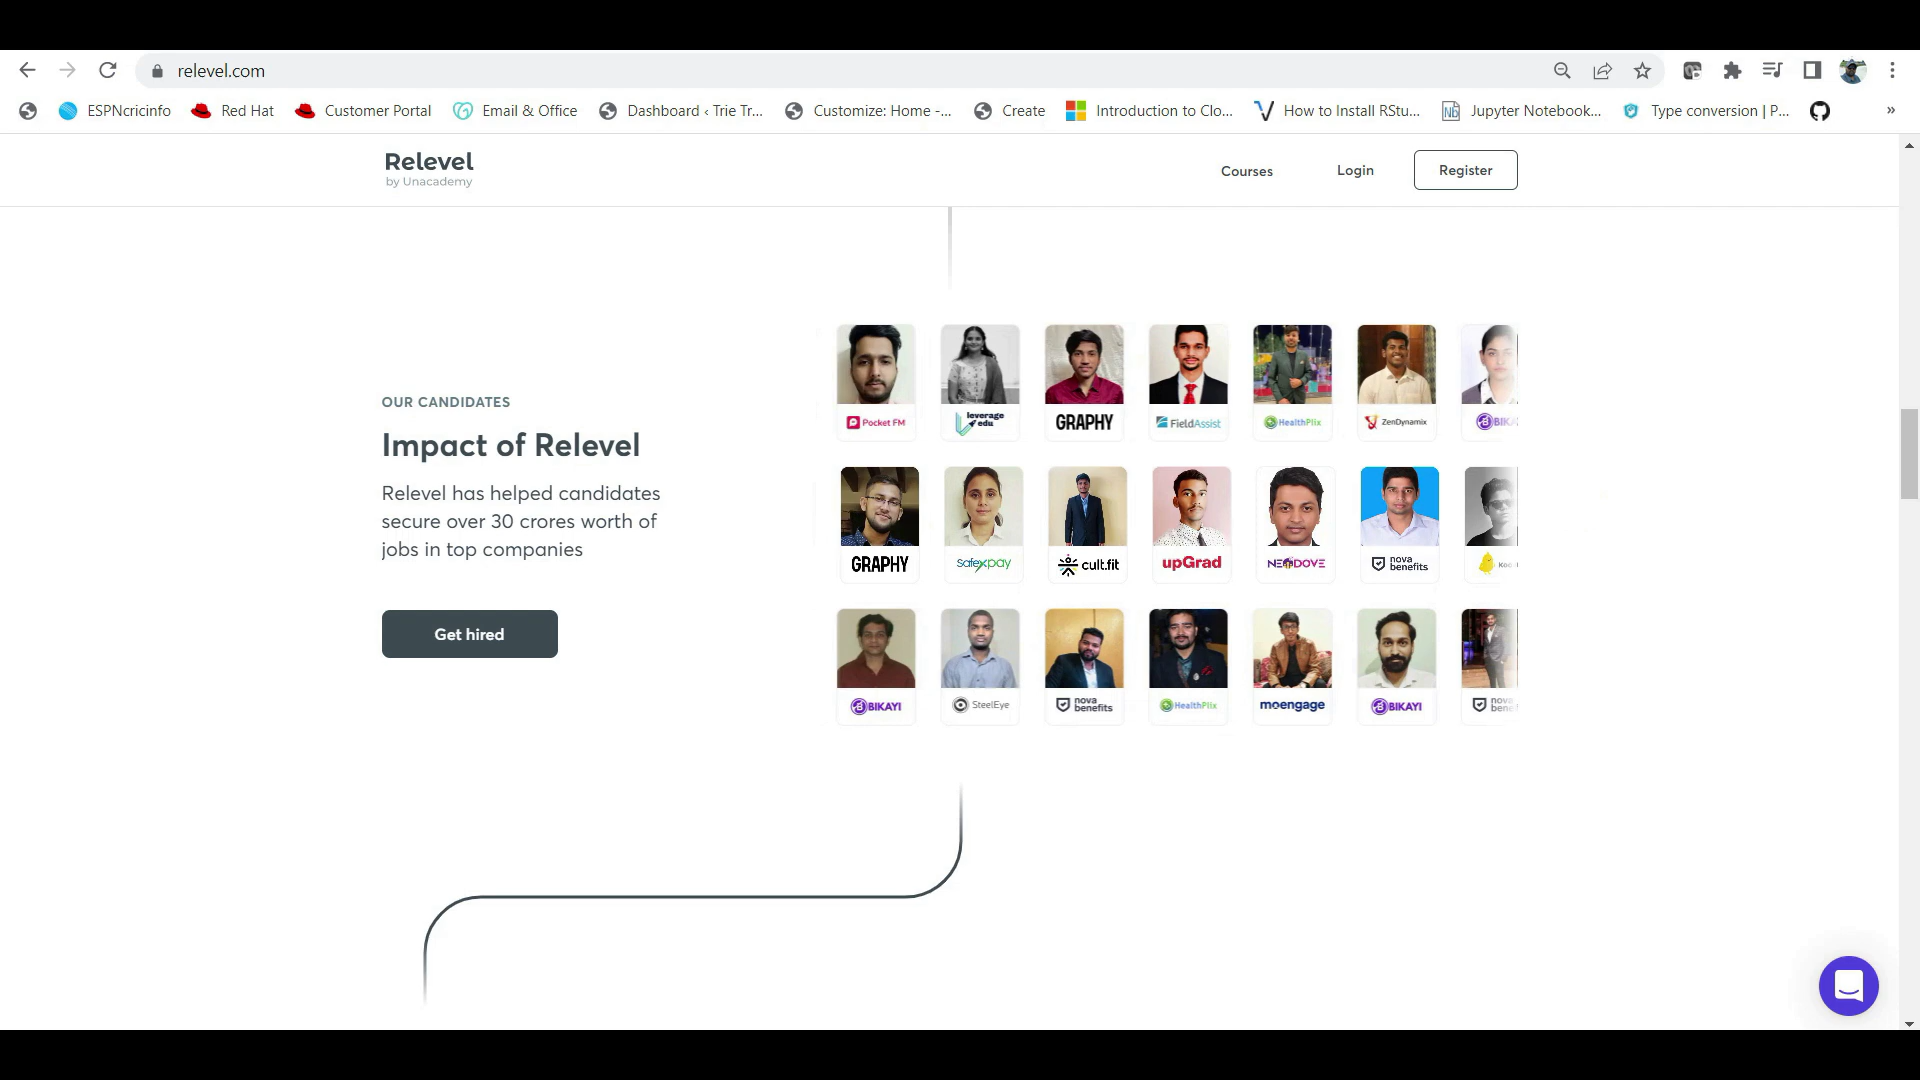 relevel.com
ESPNcricinfo
Red Hat
Customer Portal
Email & Office
Dashboard ‹ Trie Tr...
Customize: Home -...
Create
Introduction to Clo...
How to Install RStu...
Jupyter Notebook...
Type conversion | P...
»
Relevel
by Unacademy
Courses
Login
Register
OUR CANDIDATES
Impact of Relevel
Relevel has helped candidates
secure over 30 crores worth of
jobs in top companies
Get hired
Pocket FM
leverage
edu
GRAPHY
FieldAssist
HealthPlix
ZenDynamix
BIKA
GRAPHY
safexpay
cult.fit
upGrad
NEODOVE
nova
benefits
BIKAYI
SteelEye
nova
benefits
HealthPlix
moengage
BIKAYI
nova
bene